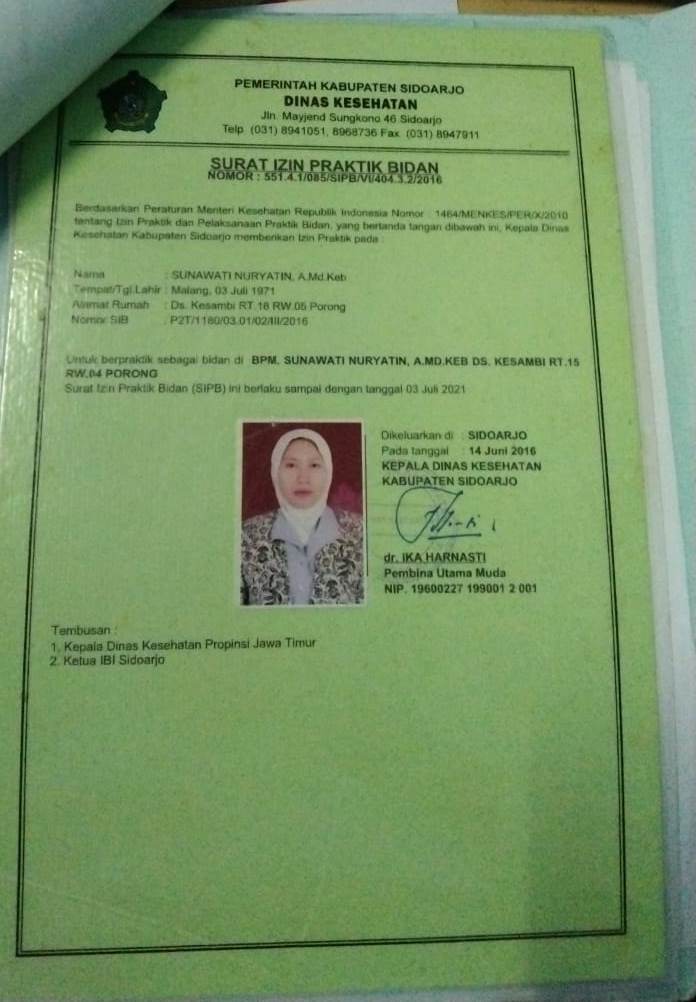 PEMERINTAH KABUPATEN SIDOARJO
DINAS KESEHATAN
Jln. Mayjend Sungkono 46 Sidoarjo
Telp. (031) 8941051, 8968736 Fax. (031) 8947911
SURAT IZIN PRAKTIK BIDAN
NOMOR : 551.4.1/085/SIPB/VI/404.3.2/2016
Berdasarkan Peraturan Menteri Kesehatan Republik Indonesia Nomor : 1464/MENKES/PER/X/2010
tentang Izin Praktik dan Pelaksanaan Praktik Bidan, yang bertanda tangan dibawah ini, Kepala Dinas
Kesehatan Kabupaten Sidoarjo memberikan Izin Praktik pada :
Nama : SUNAWATI NURYATIN, A.Md.Keb
Tempat/Tgl.Lahir : Malang, 03 Juli 1971
Alamat Rumah : Ds. Kesambi RT.16 RW.05 Porong
Nomor SIB : P2T/1180/03.01/02/III/2016
Untuk berpraktik sebagai bidan di BPM. SUNAWATI NURYATIN, A.MD.KEB DS. KESAMBI RT.15
RW.04 PORONG
Surat Izin Praktik Bidan (SIPB) ini berlaku sampai dengan tanggal 03 Juli 2021
Dikeluarkan di : SIDOARJO
Pada tanggal : 14 Juni 2016
KEPALA DINAS KESEHATAN
KABUPATEN SIDOARJO
dr. IKA HARNASTI
Pembina Utama Muda
NIP. 19600227 199001 2 001
Tembusan :
1. Kepala Dinas Kesehatan Propinsi Jawa Timur
2. Ketua IBI Sidoarjo